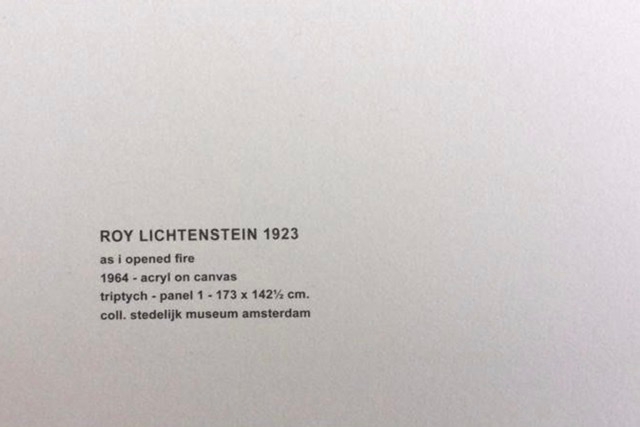 ROY LICHTENSTEIN 1923
as i opened fire
1964 - acryl on canvas
triptych - panel 1 - 173 x 142½ cm.
coll. stedelijk museum amsterdam